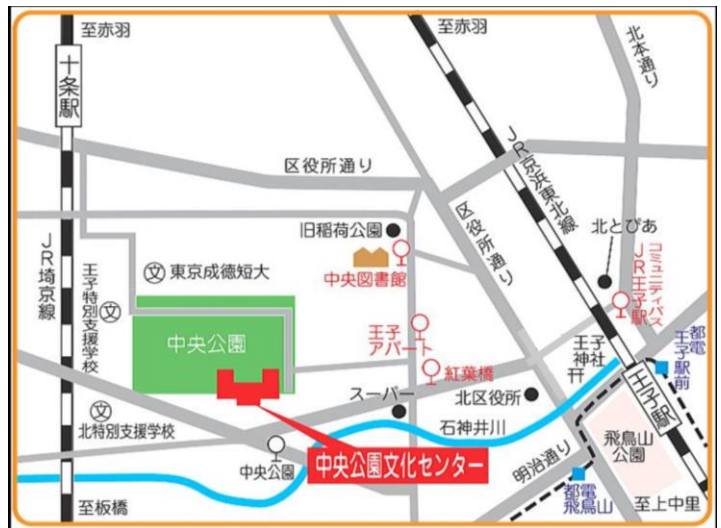 至赤羽
至赤羽
北本通り
十条駅
JR京浜東北線
区役所通り
区役所通り
旧稲荷公園
北とぴあ
JR埼京線
王子特別支援学校
文
東京成徳短大
中央図書館
コミュニティバス
JR王子駅
文
中央公園
王子
アパート
王子
神社
都電
王子駅前
紅葉橋
スーパー
北区役所
王子駅
文
北特別支援学校
石神井川
飛鳥山
公園
中央公園
中央公園文化センター
明治通り
都電
飛鳥山
至板橋
至上中里